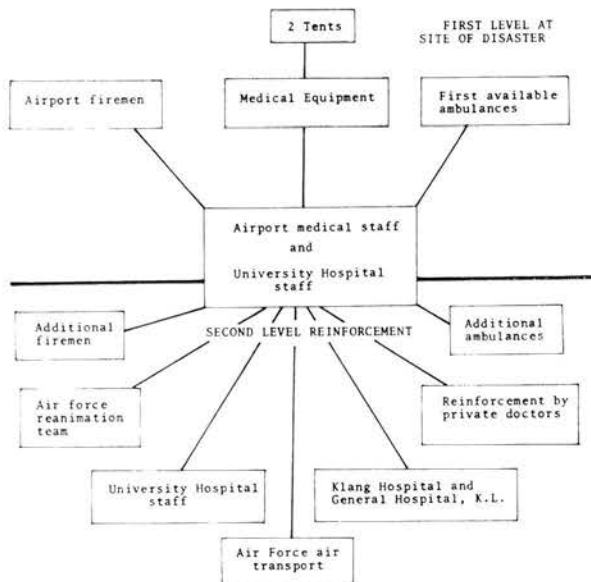 2 Tents
FIRST LEVEL AT
SITE OF DISASTER
Airport firemen
Medical Equipment
First available
ambulances
Airport medical staff
and
University Hospital
staff
SECOND LEVEL REINFORCEMENT
Additional
firemen
Additional
ambulances
Air force
reanimation
team
Reinforcement by
private doctors
University Hospital
staff
Klang Hospital and
General Hospital, K.L.
Air Force air
transport